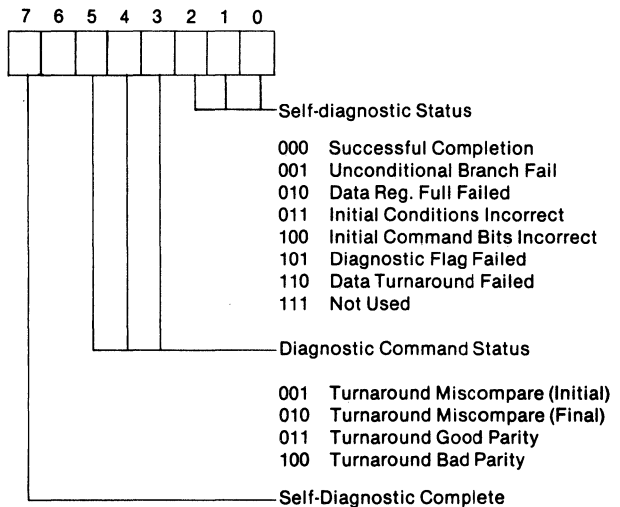 7 6 5 4 3 2 1 0
Self-diagnostic Status
000 Successful Completion
001 Unconditional Branch Fail
010 Data Reg. Full Failed
011 Initial Conditions Incorrect
100 Initial Command Bits Incorrect
101 Diagnostic Flag Failed
110 Data Turnaround Failed
111 Not Used
Diagnostic Command Status
001 Turnaround Miscompare (Initial)
010 Turnaround Miscompare (Final)
011 Turnaround Good Parity
100 Turnaround Bad Parity
Self-Diagnostic Complete